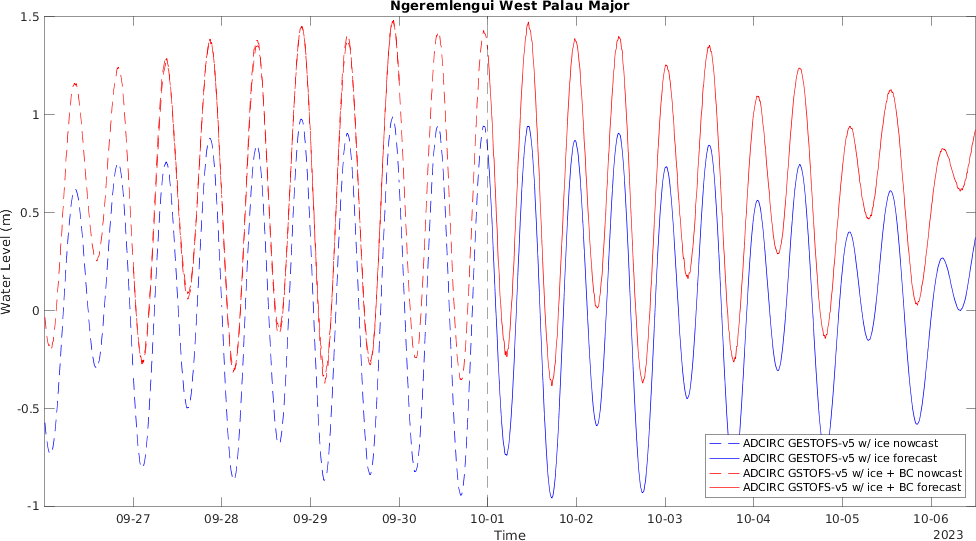 Ngeremlengui West Palau Major
1.5
1
0.5
0
-0.5
-1
Water Level (m)
ADCIRC GESTOFS-v5 w/ ice nowcast
ADCIRC GESTOFS-v5 w/ ice forecast
ADCIRC GSTOFS-v5 w/ ice + BC nowcast
ADCIRC GSTOFS-v5 w/ ice + BC forecast
09-27 09-28 09-29 09-30 10-01 10-02 10-03 10-04 10-05 10-06
Time
2023